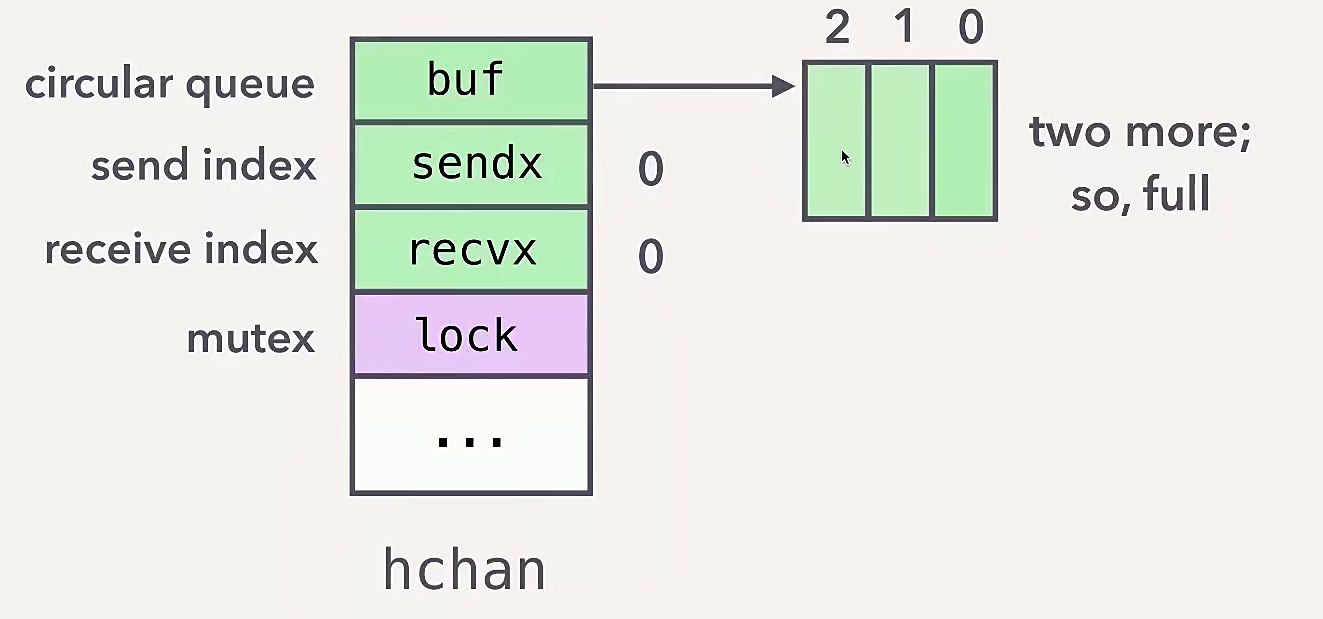 2 1 0
circular queue buf
two more;
so, full
send index sendx 0
receive index recvx 0
mutex lock
...
hchan